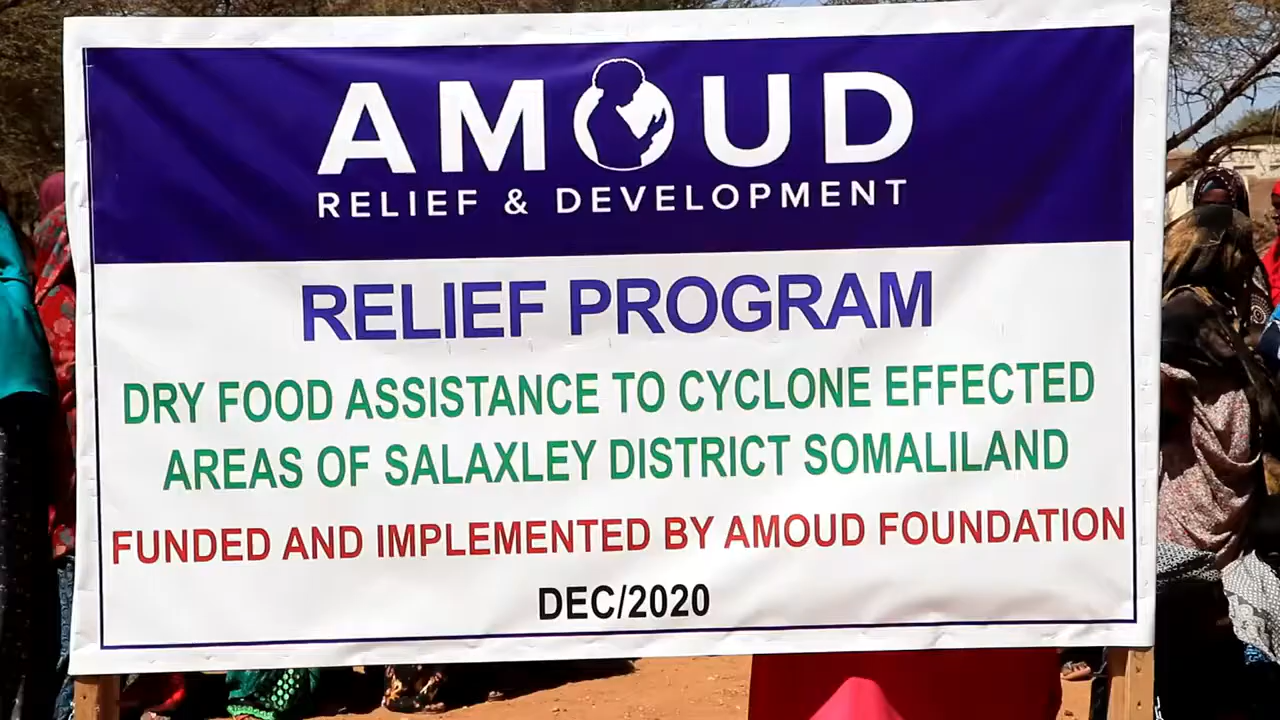 AMOUD
RELIEF & DEVELOPMENT
RELIEF PROGRAM
DRY FOOD ASSISTANCE TO CYCLONE EFFECTED
AREAS OF SALAXLEY DISTRICT SOMALILAND
FUNDED AND IMPLEMENTED BY AMOUD FOUNDATION
DEC/2020